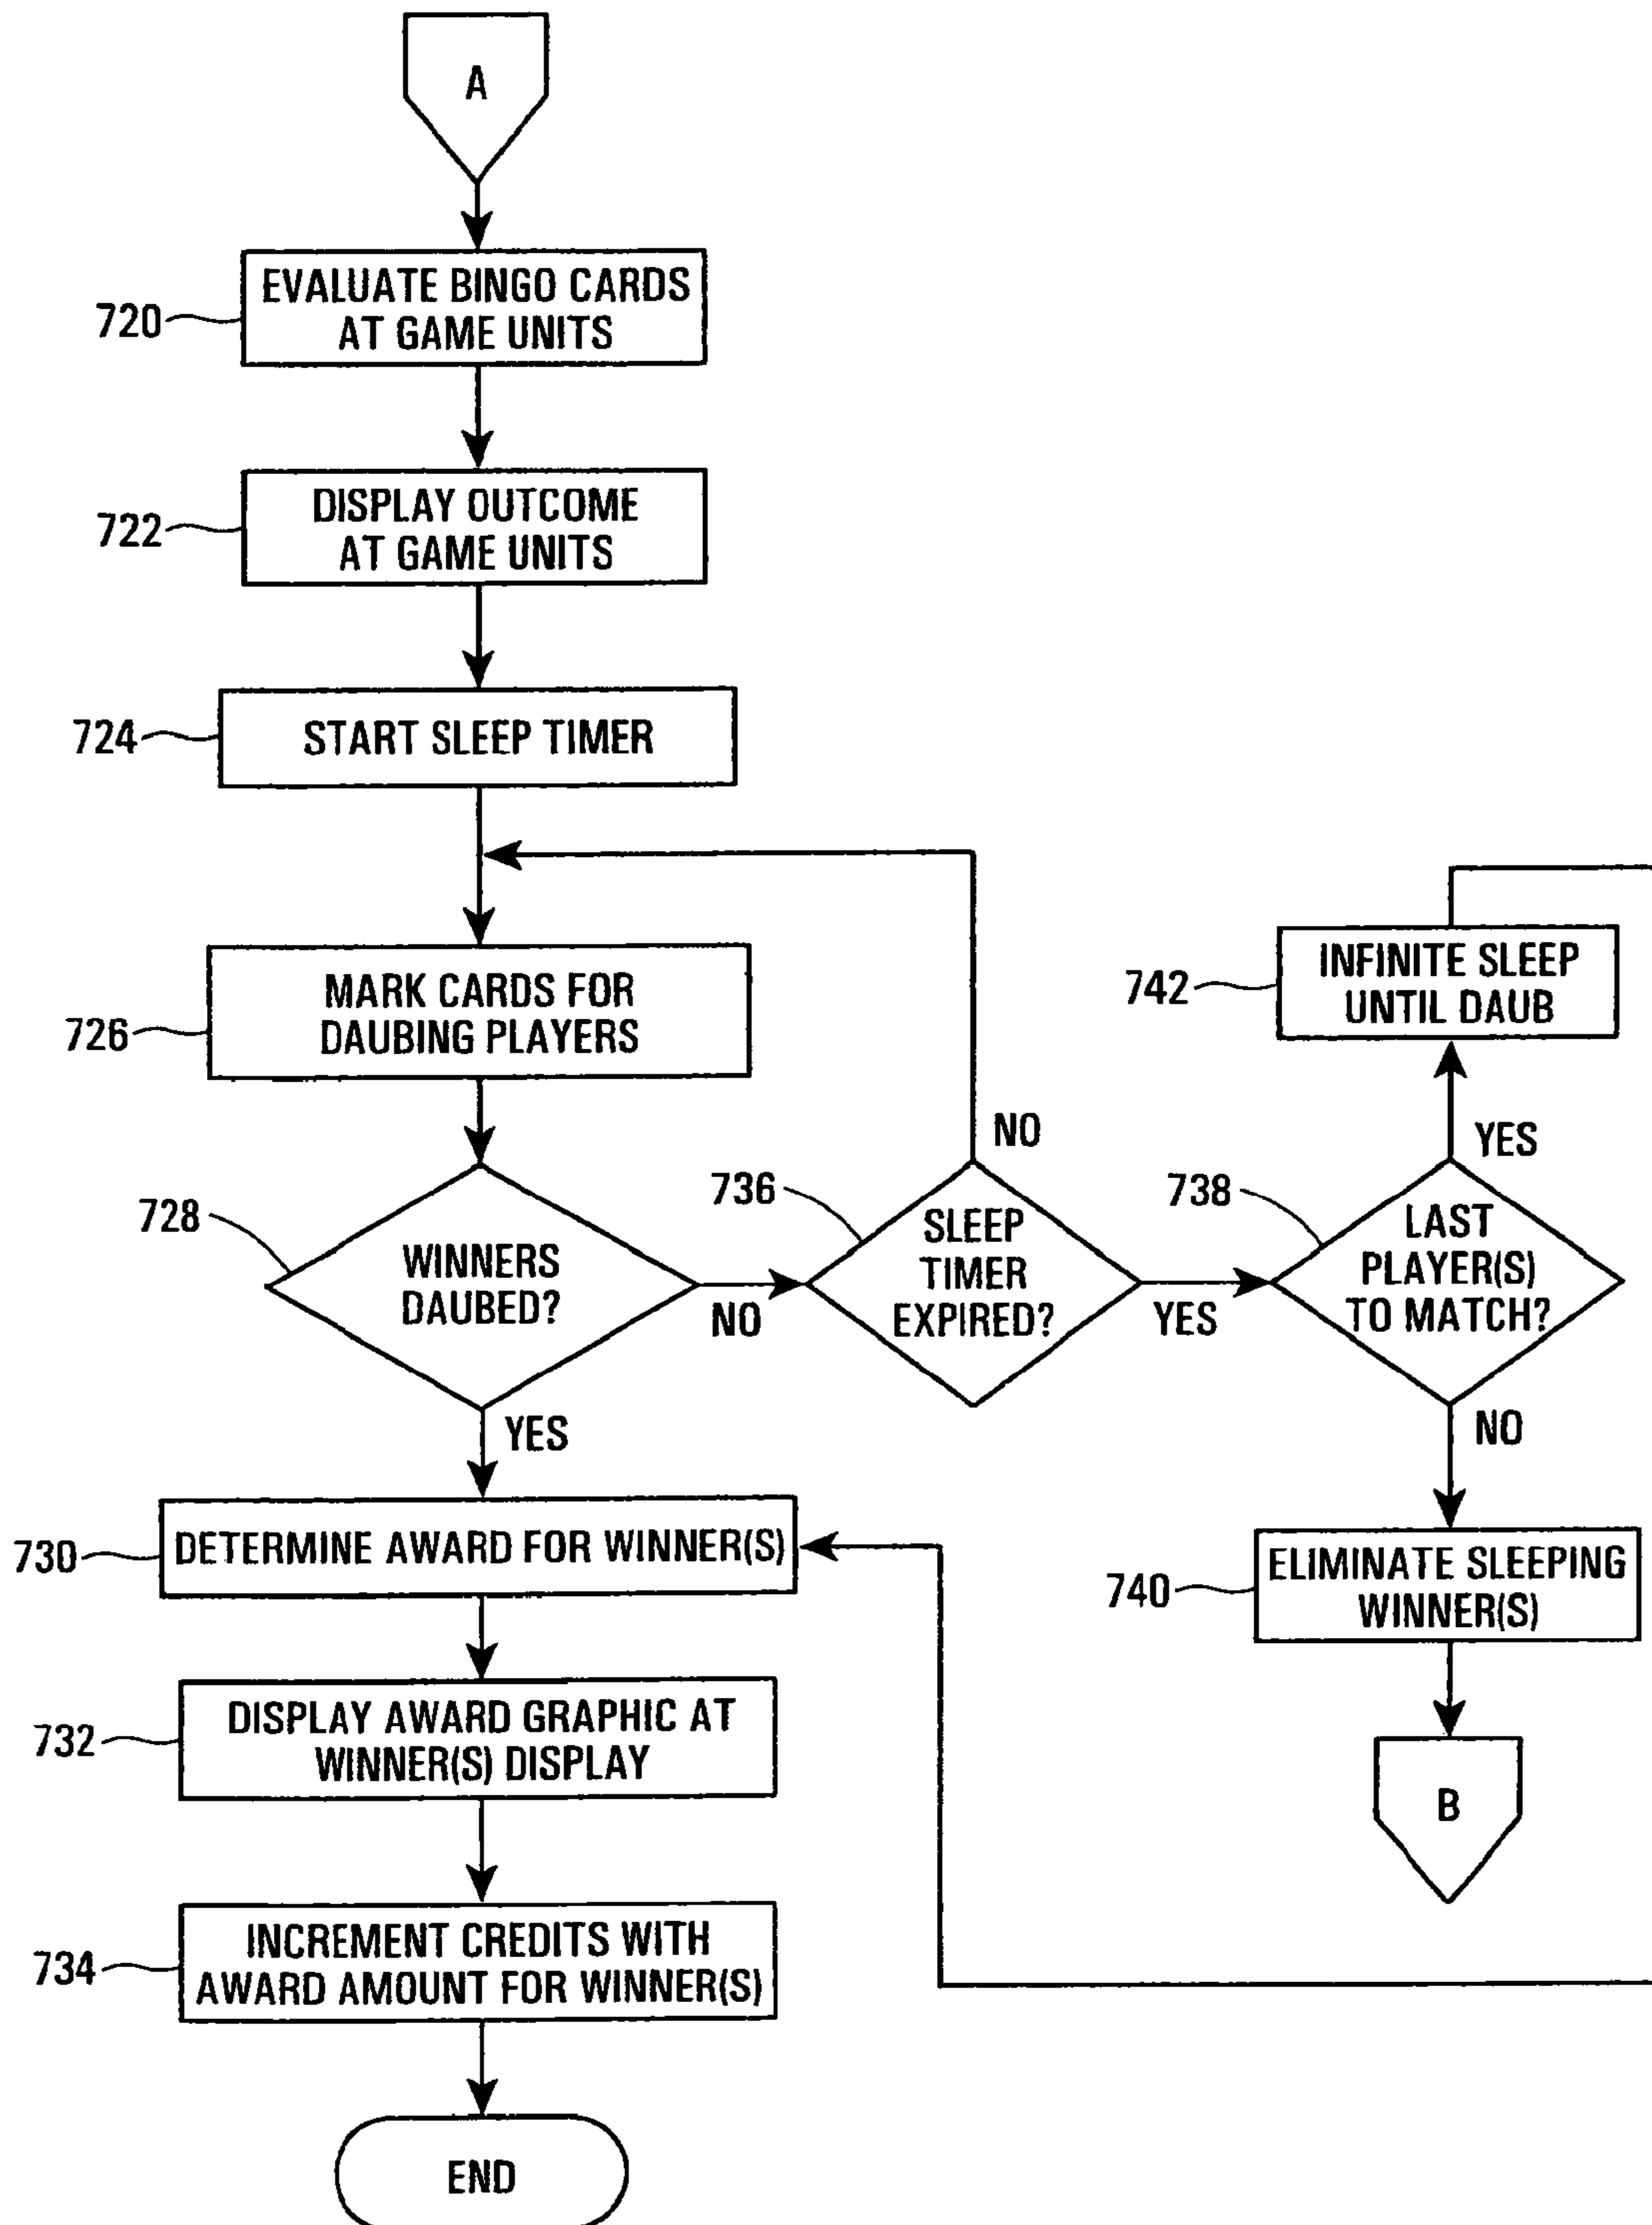 A
720
EVALUATE BINGO CARDS
AT GAME UNITS
722
DISPLAY OUTCOME
AT GAME UNITS
724
START SLEEP TIMER
726
MARK CARDS FOR
DAUBING PLAYERS
728
WINNERS
DAUBED?
NO
YES
736
SLEEP
TIMER
EXPIRED?
NO
YES
738
LAST
PLAYER(S)
TO MATCH?
YES
NO
742
INFINITE SLEEP
UNTIL DAUB
740
ELIMINATE SLEEPING
WINNER(S)
B
730
DETERMINE AWARD FOR WINNER(S)
732
DISPLAY AWARD GRAPHIC AT
WINNER(S) DISPLAY
734
INCREMENT CREDITS WITH
AWARD AMOUNT FOR WINNER(S)
END